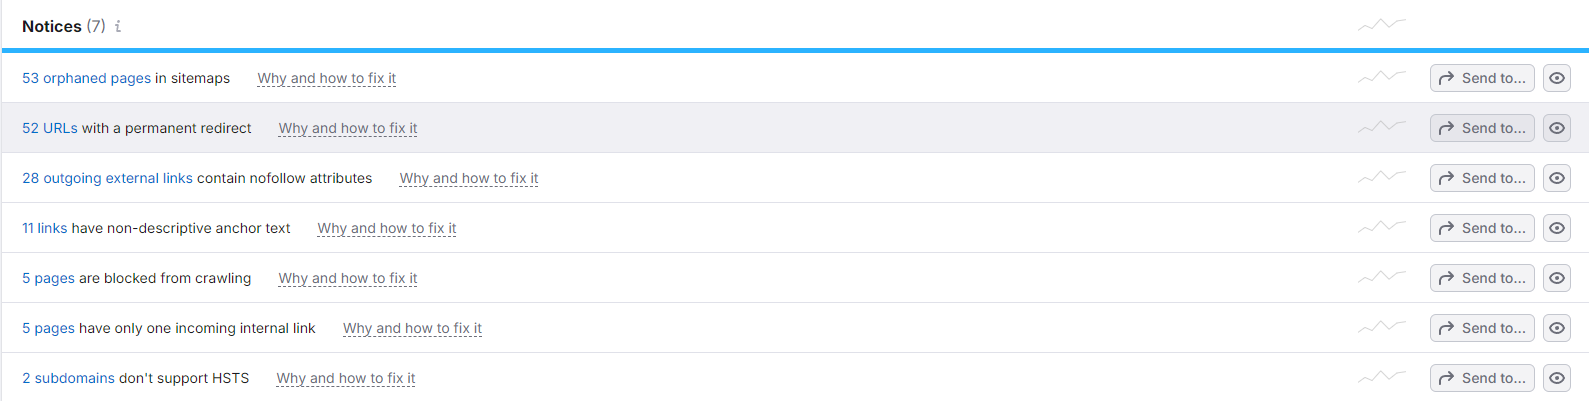 Notices (7) i
53 orphaned pages in sitemaps Why and how to fix it Send to...
52 URLs with a permanent redirect Why and how to fix it Send to...
28 outgoing external links contain nofollow attributes Why and how to fix it Send to...
11 links have non-descriptive anchor text Why and how to fix it Send to...
5 pages are blocked from crawling Why and how to fix it Send to...
5 pages have only one incoming internal link Why and how to fix it Send to...
2 subdomains don't support HSTS Why and how to fix it Send to...